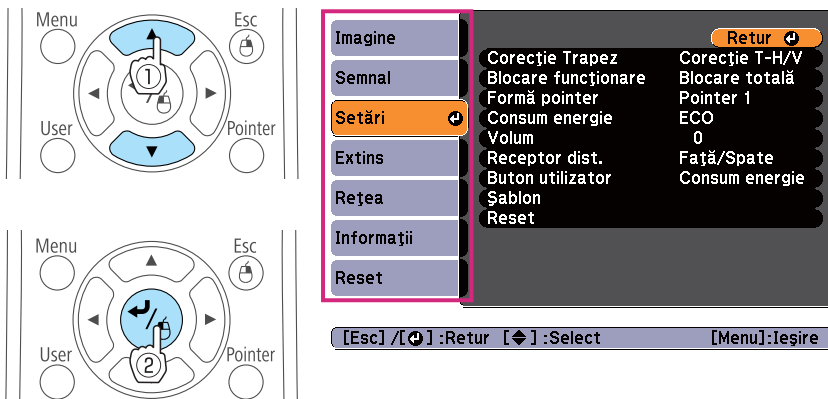 Menu Esc
①
User Pointer
Menu Esc
User Pointer
②
Imagine
Semnal
Setări
Extins
Reţea
Informaţii
Reset
Retur
Corecţie Trapez Corecţie T-H/V
Blocare funcţionare Blocare totală
Formă pointer Pointer 1
Consum energie ECO
Volum 0
Receptor dist. Faţă/Spate
Buton utilizator Consum energie
Şablon
Reset
[Esc] /[⏎] :Retur [◆] :Select [Menu]:Ieşire